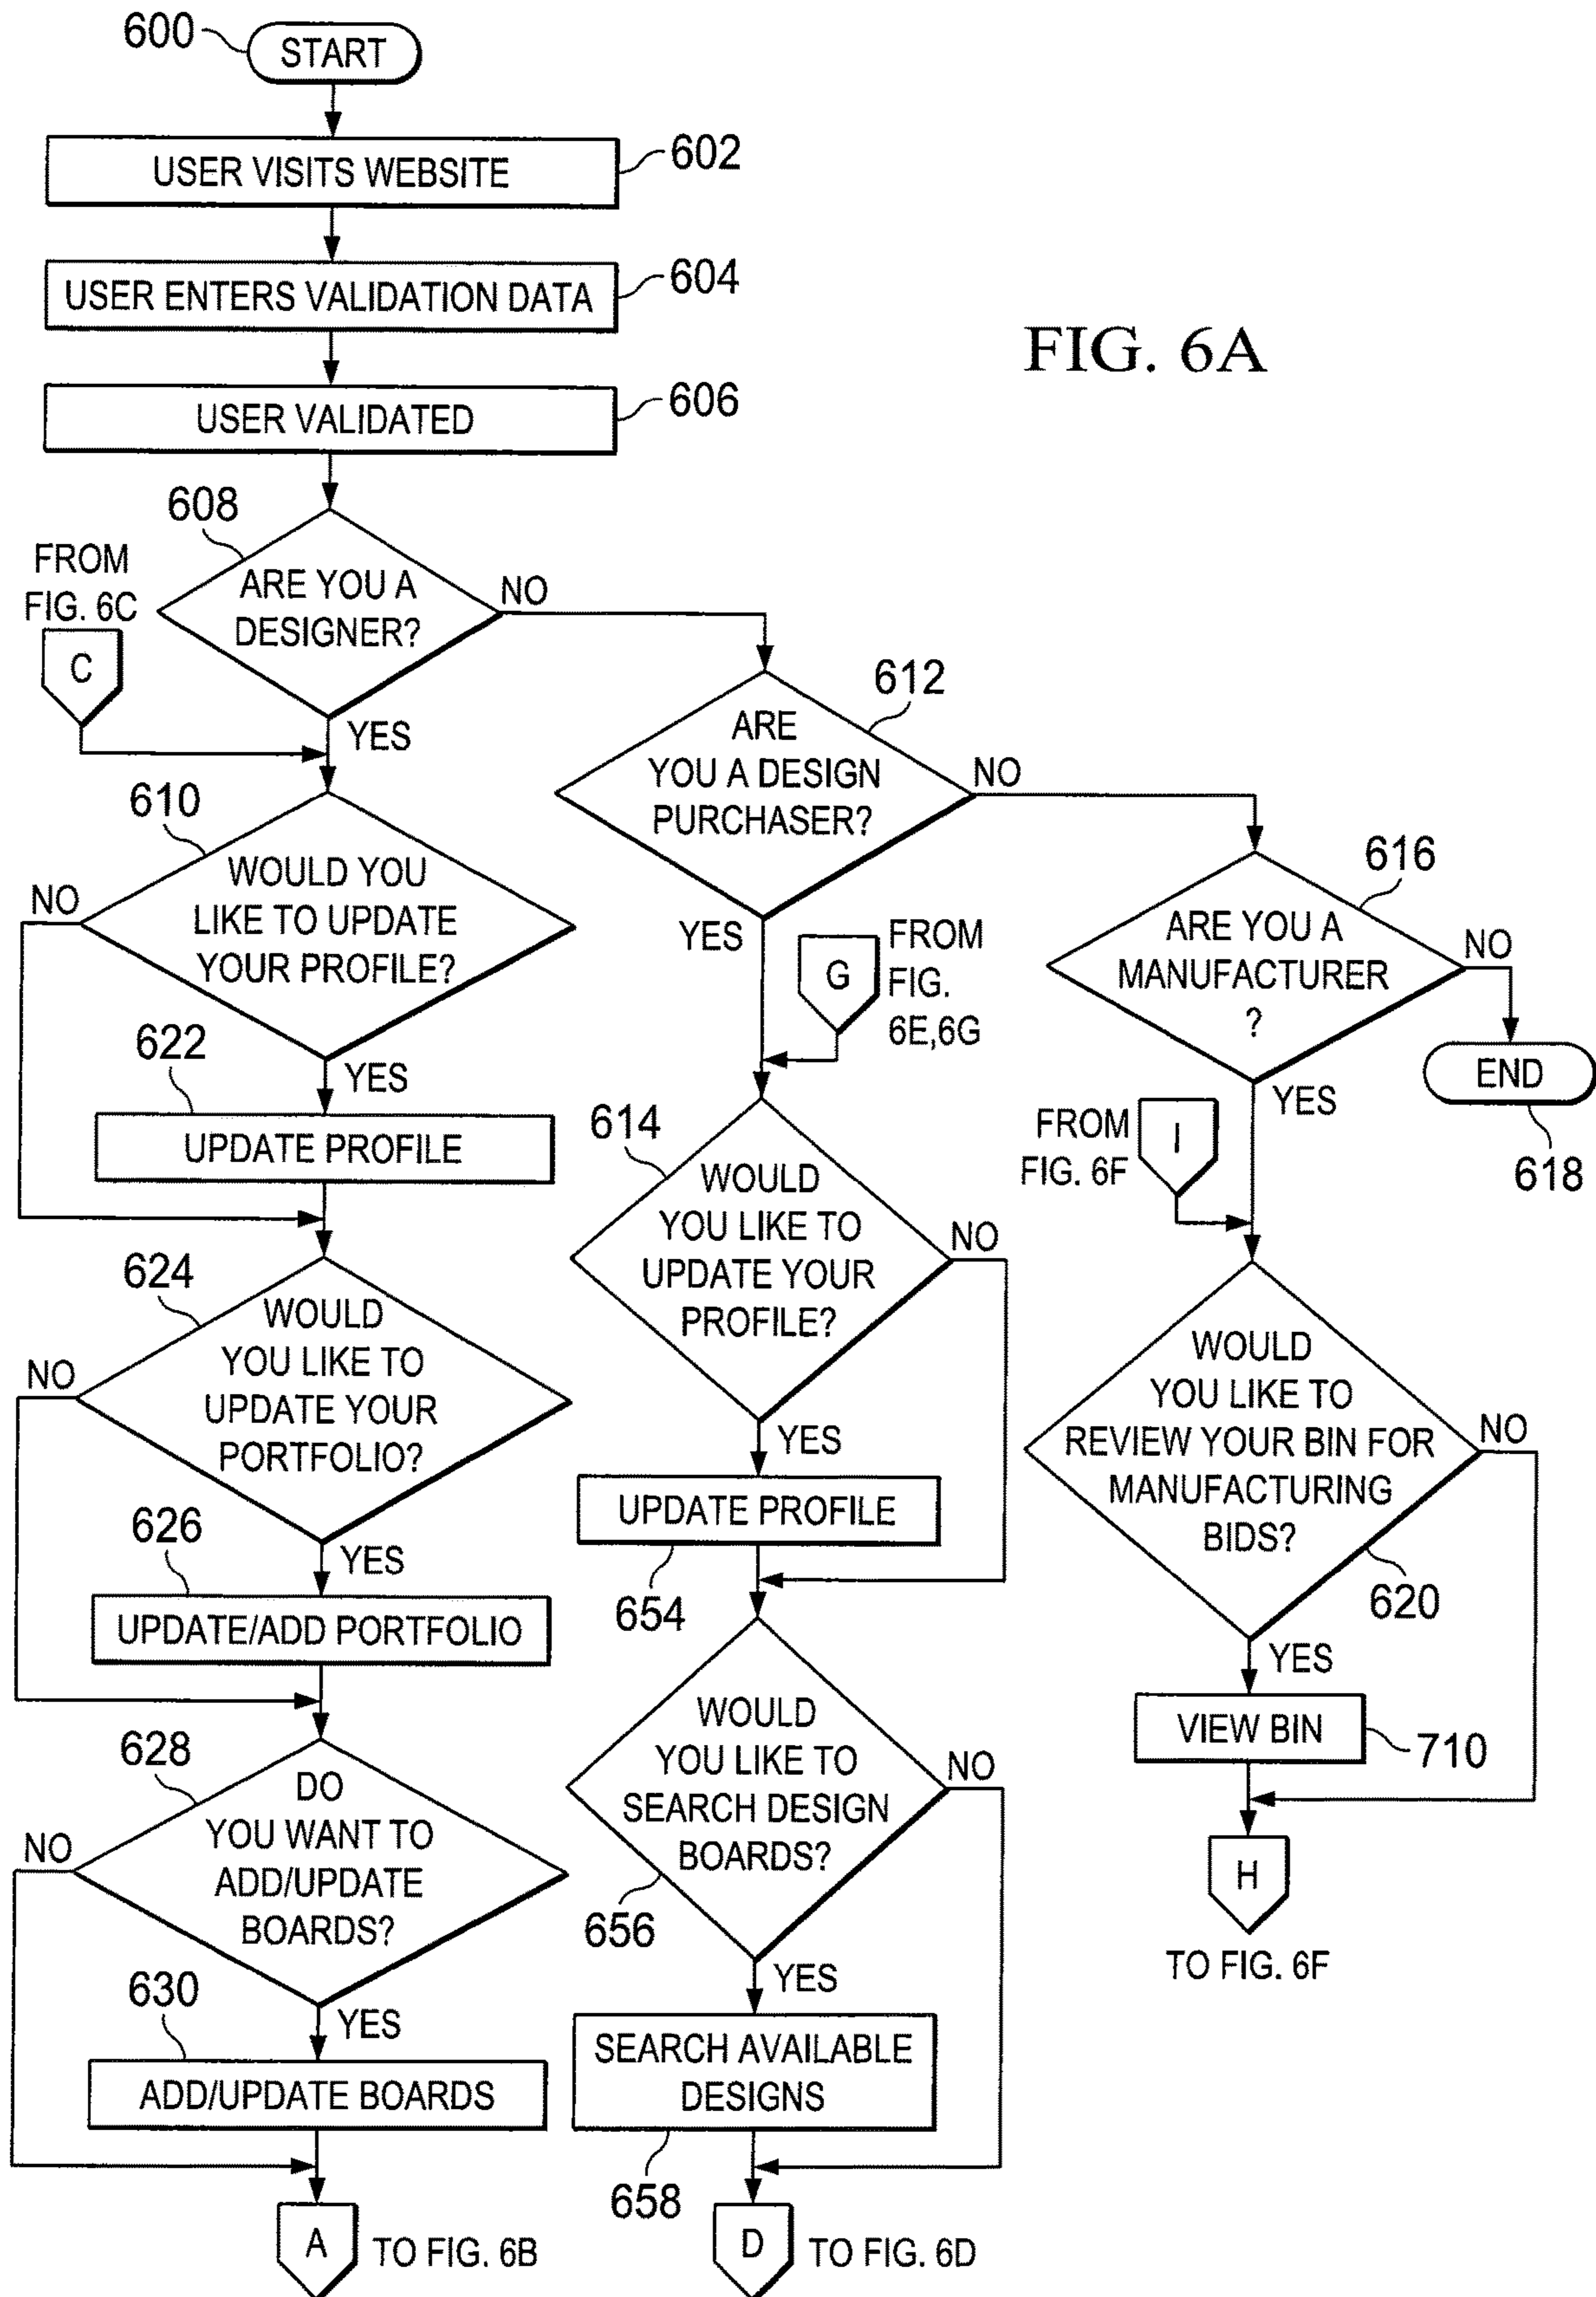 600
START
602
USER VISITS WEBSITE
604
USER ENTERS VALIDATION DATA
FIG. 6A
606
USER VALIDATED
608
ARE YOU A
DESIGNER?
NO
YES
FROM
FIG. 6C
C
610
WOULD YOU
LIKE TO UPDATE
YOUR PROFILE?
NO
YES
622
UPDATE PROFILE
624
WOULD
YOU LIKE TO
UPDATE YOUR
PORTFOLIO?
NO
YES
626
UPDATE/ADD PORTFOLIO
628
DO
YOU WANT TO
ADD/UPDATE
BOARDS?
NO
YES
630
ADD/UPDATE BOARDS
A
TO FIG. 6B
612
ARE
YOU A DESIGN
PURCHASER?
NO
YES
G
FROM
FIG.
6E,6G
614
WOULD
YOU LIKE TO
UPDATE YOUR
PROFILE?
NO
YES
UPDATE PROFILE
654
WOULD
YOU LIKE TO
SEARCH DESIGN
BOARDS?
NO
656
YES
SEARCH AVAILABLE
DESIGNS
658
D
TO FIG. 6D
616
ARE YOU A
MANUFACTURER
?
NO
YES
END
618
FROM
FIG. 6F
I
WOULD
YOU LIKE TO
REVIEW YOUR BIN FOR
MANUFACTURING
BIDS?
NO
620
YES
VIEW BIN
710
H
TO FIG. 6F